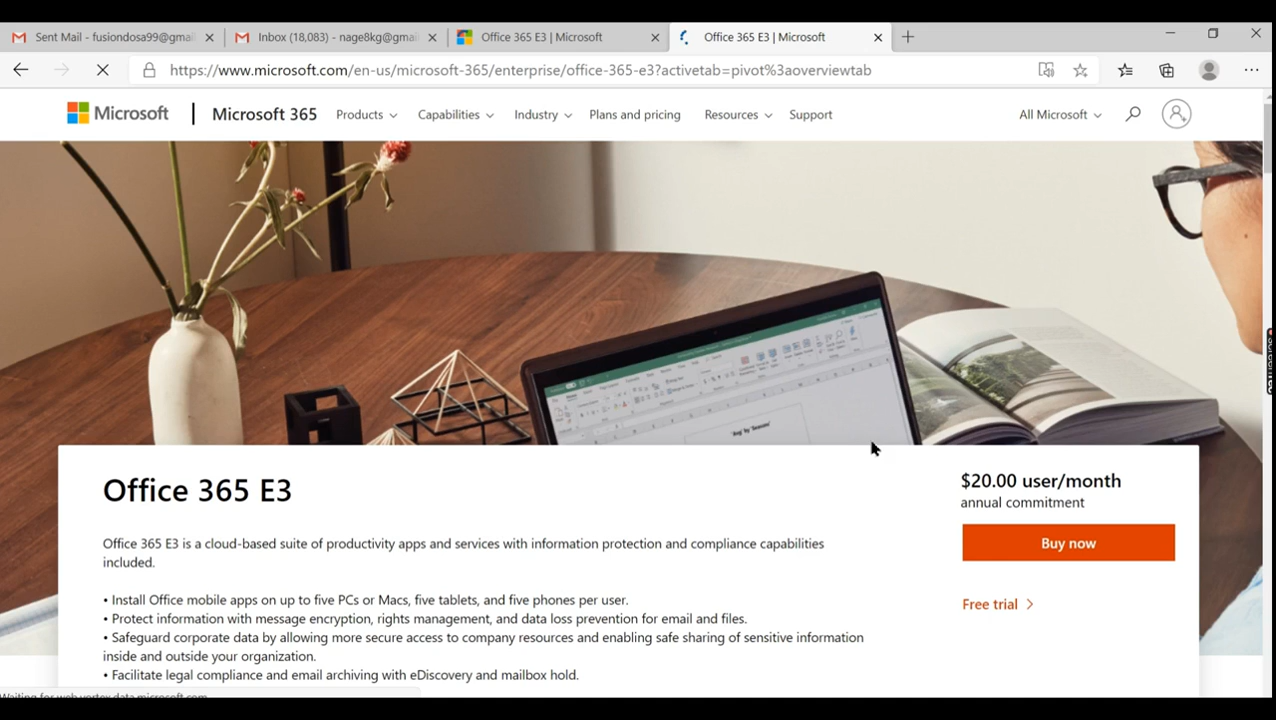 Sent Mail - fusiondosa99@gmai
Inbox (18,083) - nage8kg@gmai
Office 365 E3 | Microsoft
Office 365 E3 | Microsoft
https://www.microsoft.com/en-us/microsoft-365/enterprise/office-365-e3?activetab=pivot%3aoverviewtab
Microsoft
Microsoft 365
Products
Capabilities
Industry
Plans and pricing
Resources
Support
All Microsoft
Office 365 E3
$20.00 user/month
annual commitment
Buy now
Free trial
Office 365 E3 is a cloud-based suite of productivity apps and services with information protection and compliance capabilities
included.
• Install Office mobile apps on up to five PCs or Macs, five tablets, and five phones per user.
• Protect information with message encryption, rights management, and data loss prevention for email and files.
• Safeguard corporate data by allowing more secure access to company resources and enabling safe sharing of sensitive information
inside and outside your organization.
• Facilitate legal compliance and email archiving with eDiscovery and mailbox hold.
Waiting for web.vortex.data.microsoft.com